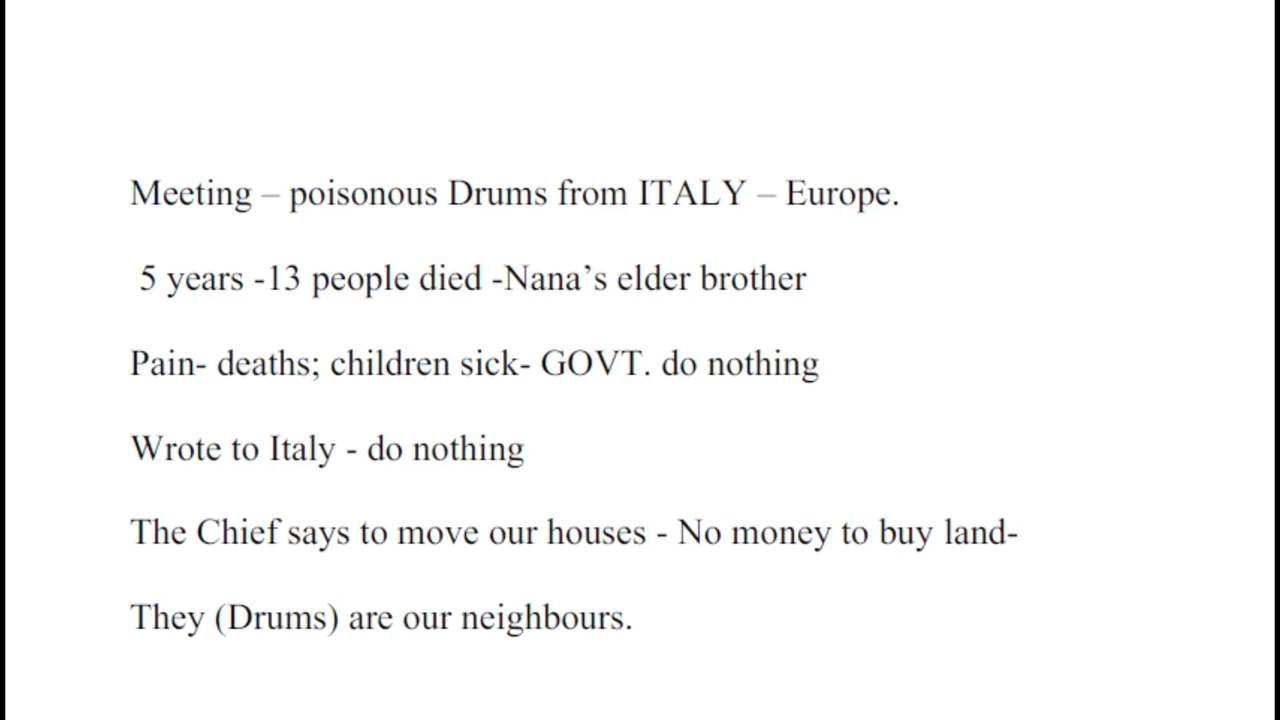 Meeting – poisonous Drums from ITALY – Europe.
5 years -13 people died -Nana’s elder brother
Pain- deaths; children sick- GOVT. do nothing
Wrote to Italy - do nothing
The Chief says to move our houses - No money to buy land-
They (Drums) are our neighbours.